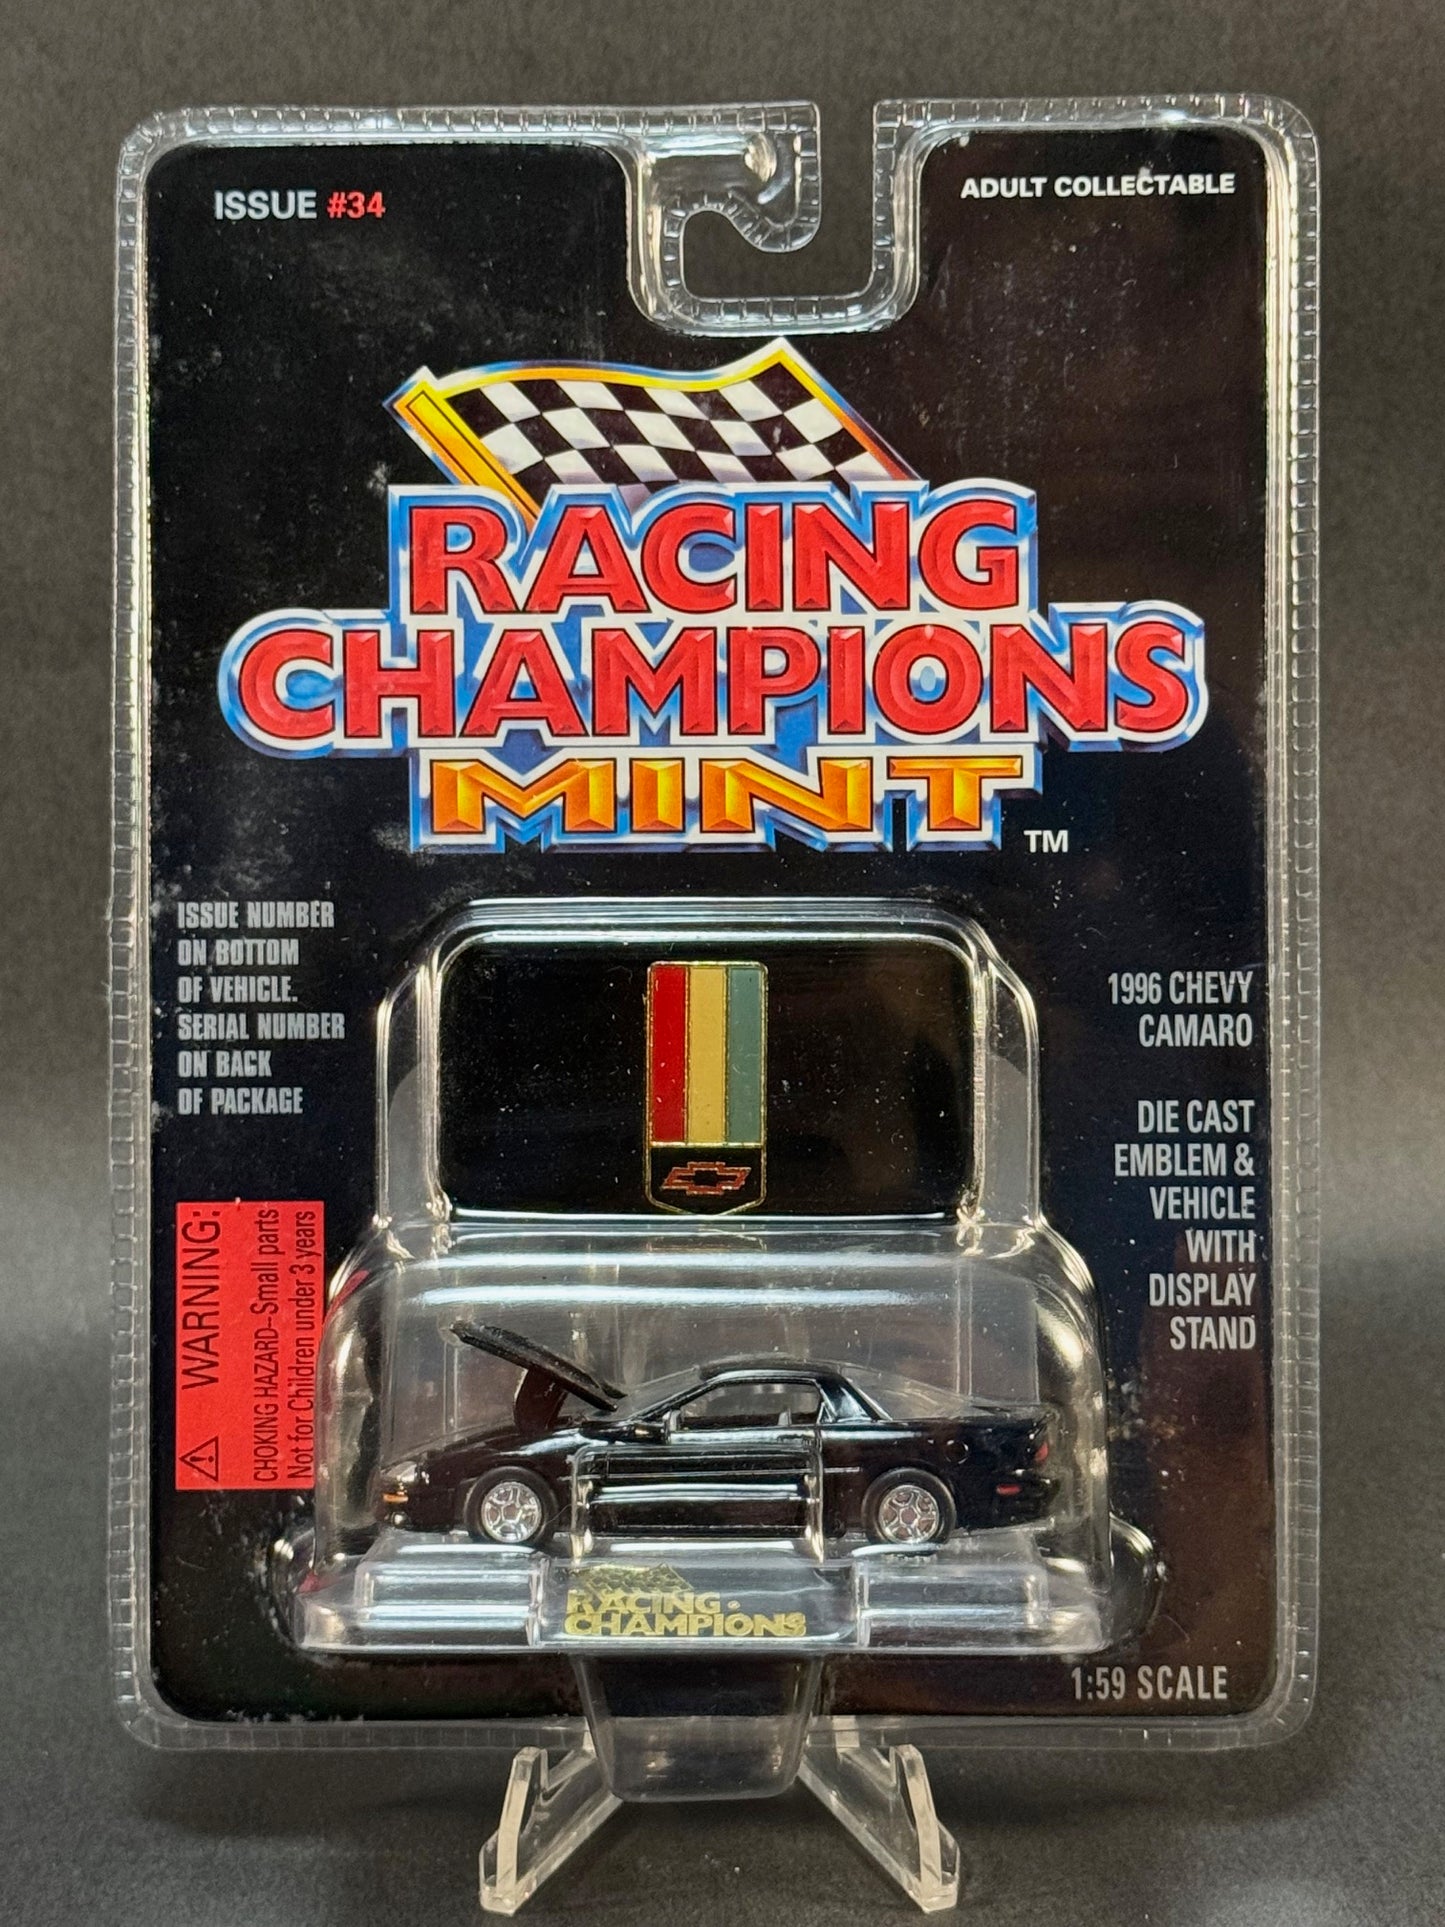 ISSUE #34
ADULT COLLECTABLE
RACING
CHAMPIONS
MINT TM
ISSUE NUMBER
ON BOTTOM
OF VEHICLE.
SERIAL NUMBER
ON BACK
OF PACKAGE
1996 CHEVY
CAMARO
DIE CAST
EMBLEM &
VEHICLE
WITH
DISPLAY
STAND
WARNING:
CHOKING HAZARD-Small parts
Not for Children under 3 years
RACING
CHAMPIONS
1:59 SCALE